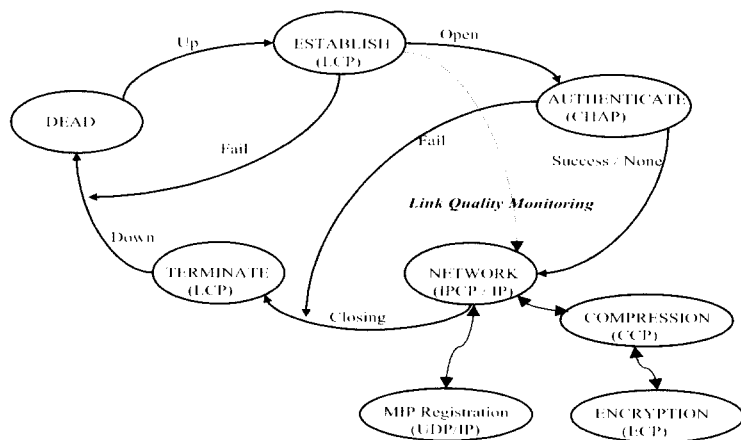 Up
ESTABLISH
(LCP)
Open
DEAD
AUTHENTICATE
(CHAP)
Fail
Fail
Success / None
Link Quality Monitoring
Down
TERMINATE
(LCP)
NETWORK
(IPCP / IP)
Closing
COMPRESSION
(CCP)
MIP Registration
(UDP/IP)
ENCRYPTION
(ECP)